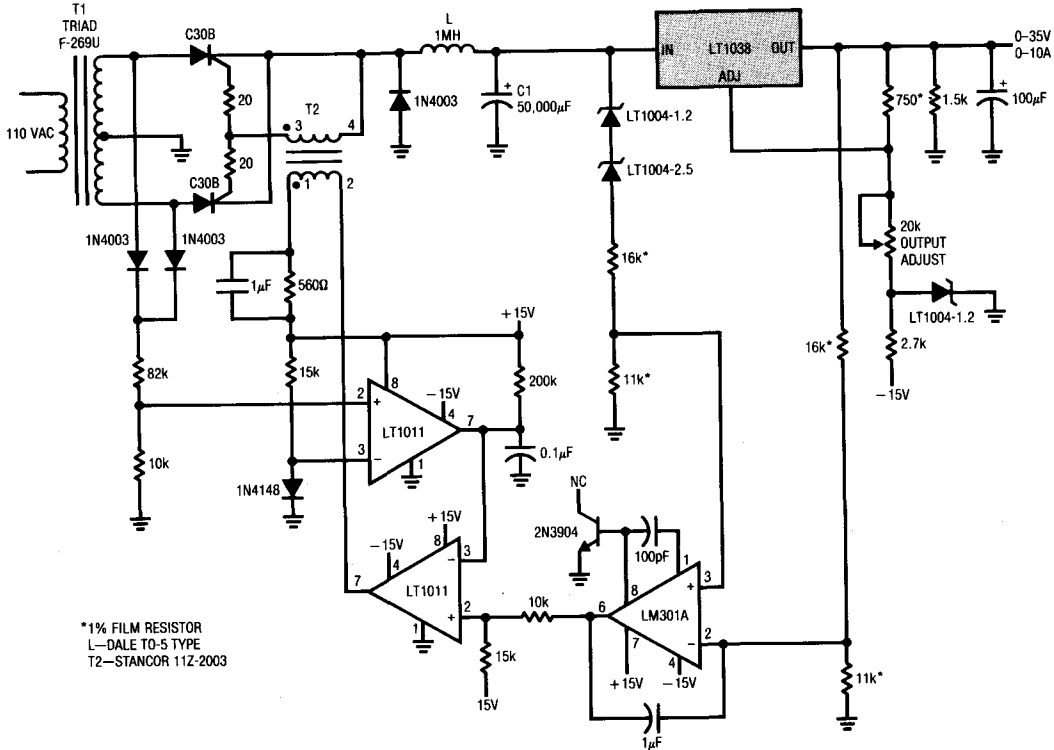 T1
TRIAD
F-269U
110 VAC
C30B
20
20
C30B
T2
3
4
1
2
L
1MH
1N4003
+
C1
50,000μF
IN
LT1038
OUT
ADJ
0–35V
0–10A
750*
1.5k
+
100μF
LT1004-1.2
LT1004-2.5
20k
OUTPUT
ADJUST
LT1004-1.2
2.7k
−15V
16k*
16k*
11k*
1N4003
1N4003
1μF
560Ω
82k
10k
15k
1N4148
+15V
200k
0.1μF
2
+
3
−
8
−15V
4
7
LT1011
1
+15V
8
−15V
4
7
LT1011
1
3
−
2
+
15k
15V
10k
NC
2N3904
100pF
1
8
3
+
LM301A
6
2
−
7
4
+15V
−15V
1μF
11k*
*1% FILM RESISTOR
L—DALE TO-5 TYPE
T2—STANCOR 11Z-2003